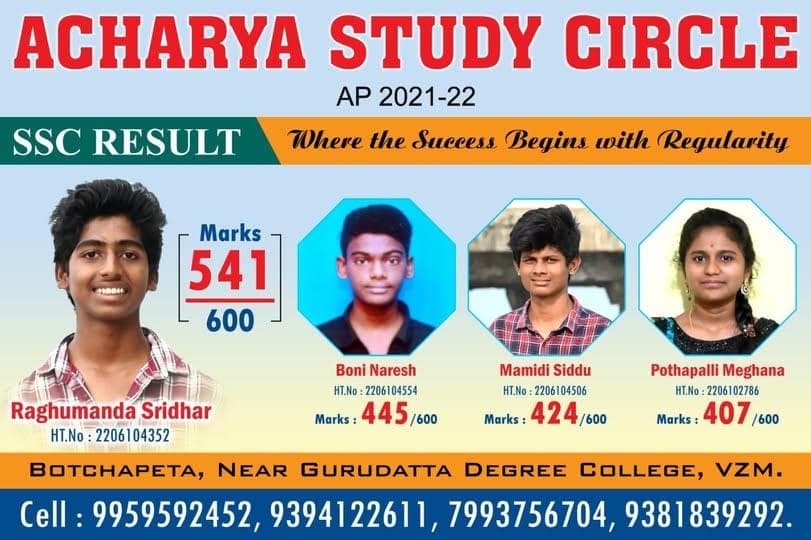 ACHARYA STUDY CIRCLE
AP 2021-22
SSC RESULT
Where the Success Begins with Regularity
Marks
541
600
Raghumanda Sridhar
HT.No : 2206104352
Boni Naresh
HT.No : 2206104554
Marks : 445/600
Mamidi Siddu
HT.No : 2206104506
Marks : 424/600
Pothapalli Meghana
HT.No : 2206102786
Marks : 407/600
BOTCHAPETA, NEAR GURUDATTA DEGREE COLLEGE, VZM.
Cell : 9959592452, 9394122611, 7993756704, 9381839292.